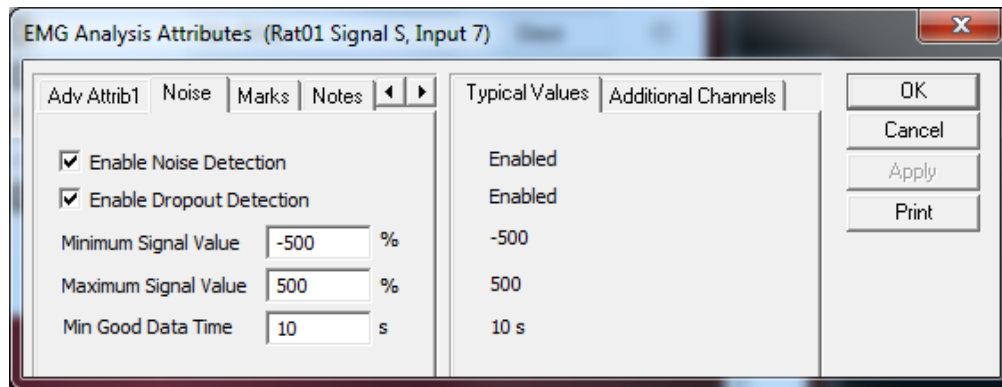 EMG Analysis Attributes (Rat01 Signal S, Input 7)
Adv Attrib1 Noise Marks Notes
Typical Values Additional Channels
OK
Cancel
Apply
Print
Enable Noise Detection Enabled
Enable Dropout Detection Enabled
Minimum Signal Value -500 % -500
Maximum Signal Value 500 % 500
Min Good Data Time 10 s 10 s